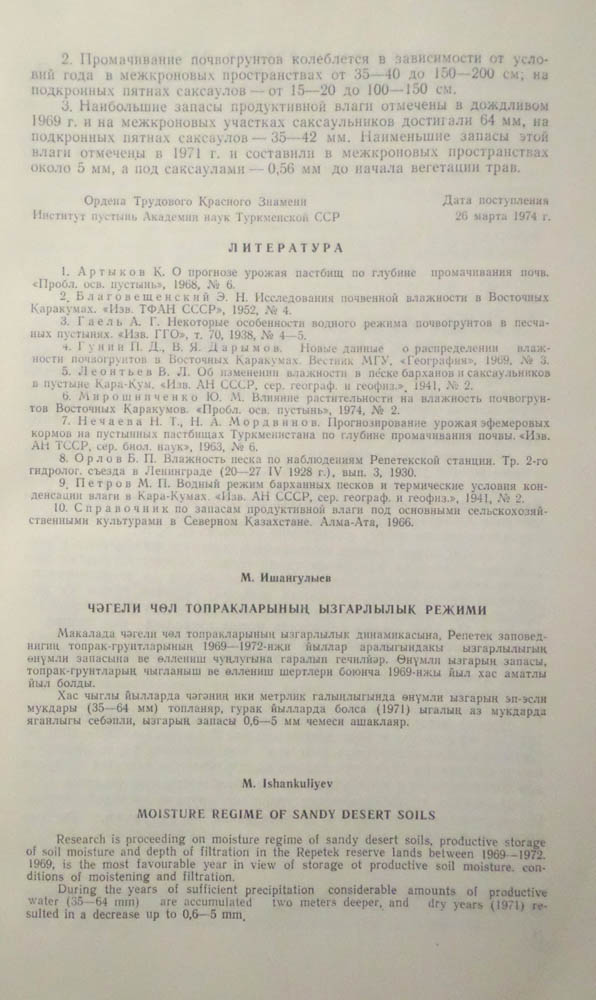 2. Промачивание почвогрунтов колеблется в зависимости от усло-
вий года в межкроновых пространствах от 35—40 до 150—200 см, на
подкронных пятнах саксаулов — от 15—20 до 100—150 см.
3. Наибольшие запасы продуктивной влаги отмечены в дождливом
1969 г. и на межкроновых участках саксаульников достигали 64 мм, на
подкронных пятнах саксаулов — 35—42 мм. Наименьшие запасы этой
влаги отмечены в 1971 г. и составили в межкроновых пространствах
около 5 мм, а под саксаулами — 0,56 мм до начала вегетации трав.
Ордена Трудового Красного Знамени
Институт пустынь Академии наук Туркменской ССР
Дата поступления
26 марта 1974 г.
ЛИТЕРАТУРА
1. Артыков К. О прогнозе урожая пастбищ по глубине промачивания почв.
«Пробл. осв. пустынь», 1968, № 6.
2. Благовещенский Э. Н. Исследования почвенной влажности в Восточных
Каракумах. «Изв. ТФАН СССР», 1952, № 4.
3. Гаель А. Г. Некоторые особенности водного режима почвогрунтов в песча-
ных пустынях. «Изв. ГГО», т. 70, 1938, № 4—5.
4. Гунин П. Д., В. Я. Дарымов. Новые данные о распределении влаж-
ности почвогрунтов в Восточных Каракумах. Вестник МГУ, «География», 1969, № 3.
5. Леонтьев В. Л. Об изменении влажности в песке барханов и саксаульников
в пустыне Кара-Кум. «Изв. АН СССР, сер. географ. и геофиз.», 1941, № 2.
6. Мирошниченко Ю. М. Влияние растительности на влажность почвогрун-
тов Восточных Каракумов. «Пробл. осв. пустынь», 1974, № 2.
7. Нечаева Н. Т., Н. А. Мордвинов. Прогнозирование урожая эфемеровых
кормов на пустынных пастбищах Туркменистана по глубине промачивания почвы. «Изв.
АН ТССР, сер. биол. наук», 1963, № 6.
8. Орлов Б. П. Влажность песка по наблюдениям Репетекской станции. Тр. 2-го
гидролог. съезда в Ленинграде (20—27 IV 1928 г.), вып. 3, 1930.
9. Петров М. П. Водный режим барханных песков и термические условия кон-
денсации влаги в Кара-Кумах. «Изв. АН СССР, сер. географ. и геофиз.», 1941, № 2.
10. Справочник по запасам продуктивной влаги под основными сельскохозяй-
ственными культурами в Северном Казахстане. Алма-Ата, 1966.
М. Ишангулыев
ЧӘГЕЛИ ЧӨЛ ТОПРАКЛАРЫНЫҢ ЫЗГАРЛЫЛЫК РЕЖИМИ
Макалада чәгели чөл топракларының ызгарлылык динамикасына, Репетек заповед-
нигиң топрак-грунтларының 1969—1972-нжи йыллар аралыгындакы ызгарлылыгың
өнүмли запасына ве өллениш чуңлугына гаралып гечилйәр. Өнүмли ызгарың запасы,
топрак-грунтларың чыгланыш ве өллениш шертлери боюнча 1969-нжы йыл хас аматлы
йыл болды.
Хас чыглы йылларда чәгәниң ики метрлик галыңлыгында өнүмли ызгарың эп-эсли
мукдары (35—64 мм) топланяр, гурак йылларда болса (1971) ыгалың аз мукдарда
яганлыгы себәпли, ызгарың запасы 0,6—5 мм чемеси ашаклаяр.
M. Ishankuliyev
MOISTURE REGIME OF SANDY DESERT SOILS
Research is proceeding on moisture regime of sandy desert soils, productive storage
of soil moisture and depth of filtration in the Repetek reserve lands between 1969—1972.
1969, is the most favourable year in view of storage ot productive soil moisture. con-
ditions of moistening and filtration.
During the years of sufficient precipitation considerable amounts of productive
water (35—64 mm) are accumulated two meters deeper, and dry years (1971) re-
sulted in a decrease up to 0,6—5 mm.